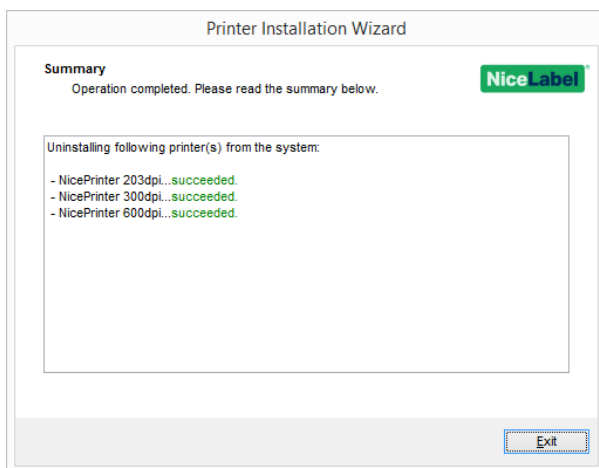 Printer Installation Wizard
Summary
Operation completed. Please read the summary below.
NiceLabel
Uninstalling following printer(s) from the system:
- NicePrinter 203dpi...succeeded.
- NicePrinter 300dpi...succeeded.
- NicePrinter 600dpi...succeeded.
Exit